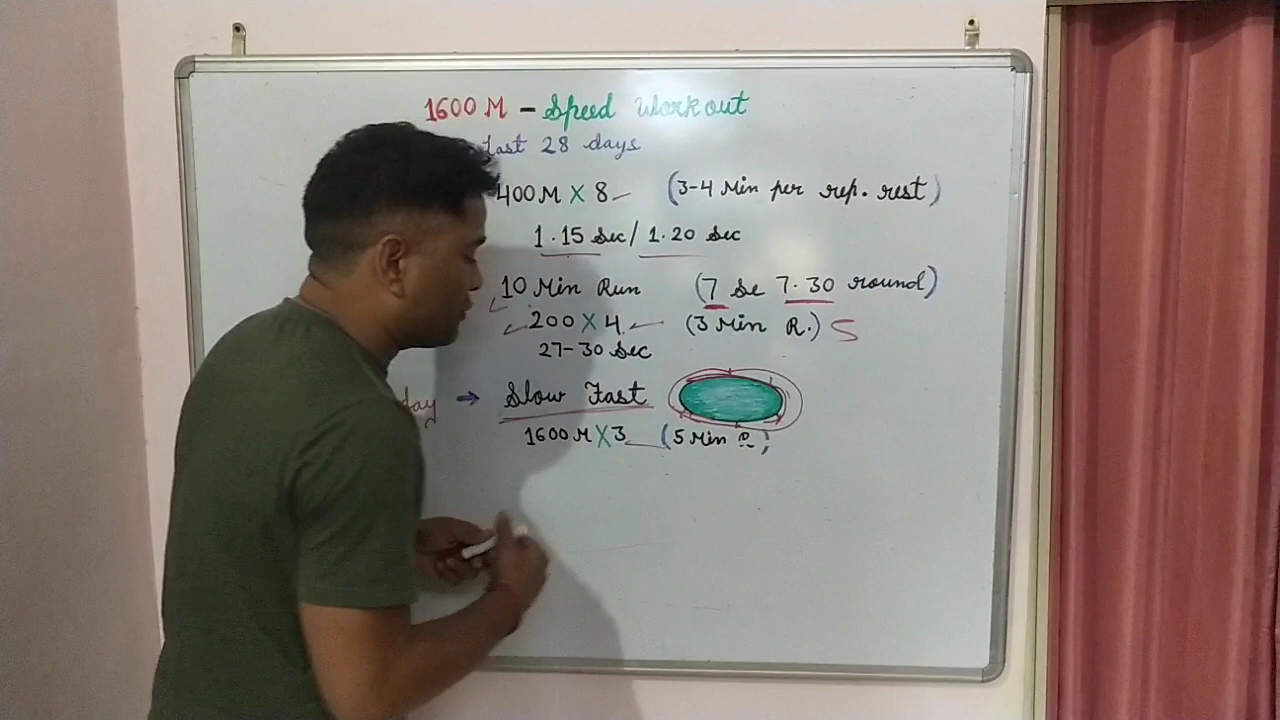 1600 M - Speed Workout
Last 28 days
400 M X 8 (3-4 Min per rep. rest)
1.15 Sec / 1.20 Sec
10 Min Run (7 se 7.30 round)
200 X 4 (3 Min R.) S
27-30 Sec
day → Slow Fast
1600 M X 3 (5 Min R.)